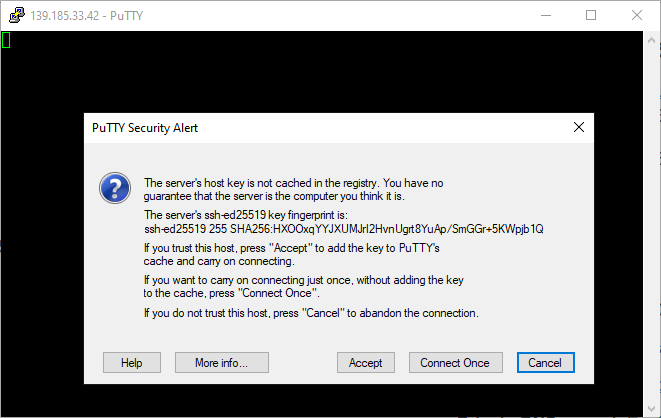 139.185.33.42 - PuTTY
PuTTY Security Alert
The server's host key is not cached in the registry. You have no
guarantee that the server is the computer you think it is.
The server's ssh-ed25519 key fingerprint is:
ssh-ed25519 255 SHA256:HXOOxqYYJXUMJrI2HvnUgrt8YuAp/SmGGr+5KWpjb1Q
If you trust this host, press "Accept" to add the key to PuTTY's
cache and carry on connecting.
If you want to carry on connecting just once, without adding the key
to the cache, press "Connect Once".
If you do not trust this host, press "Cancel" to abandon the connection.
Help More info... Accept Connect Once Cancel